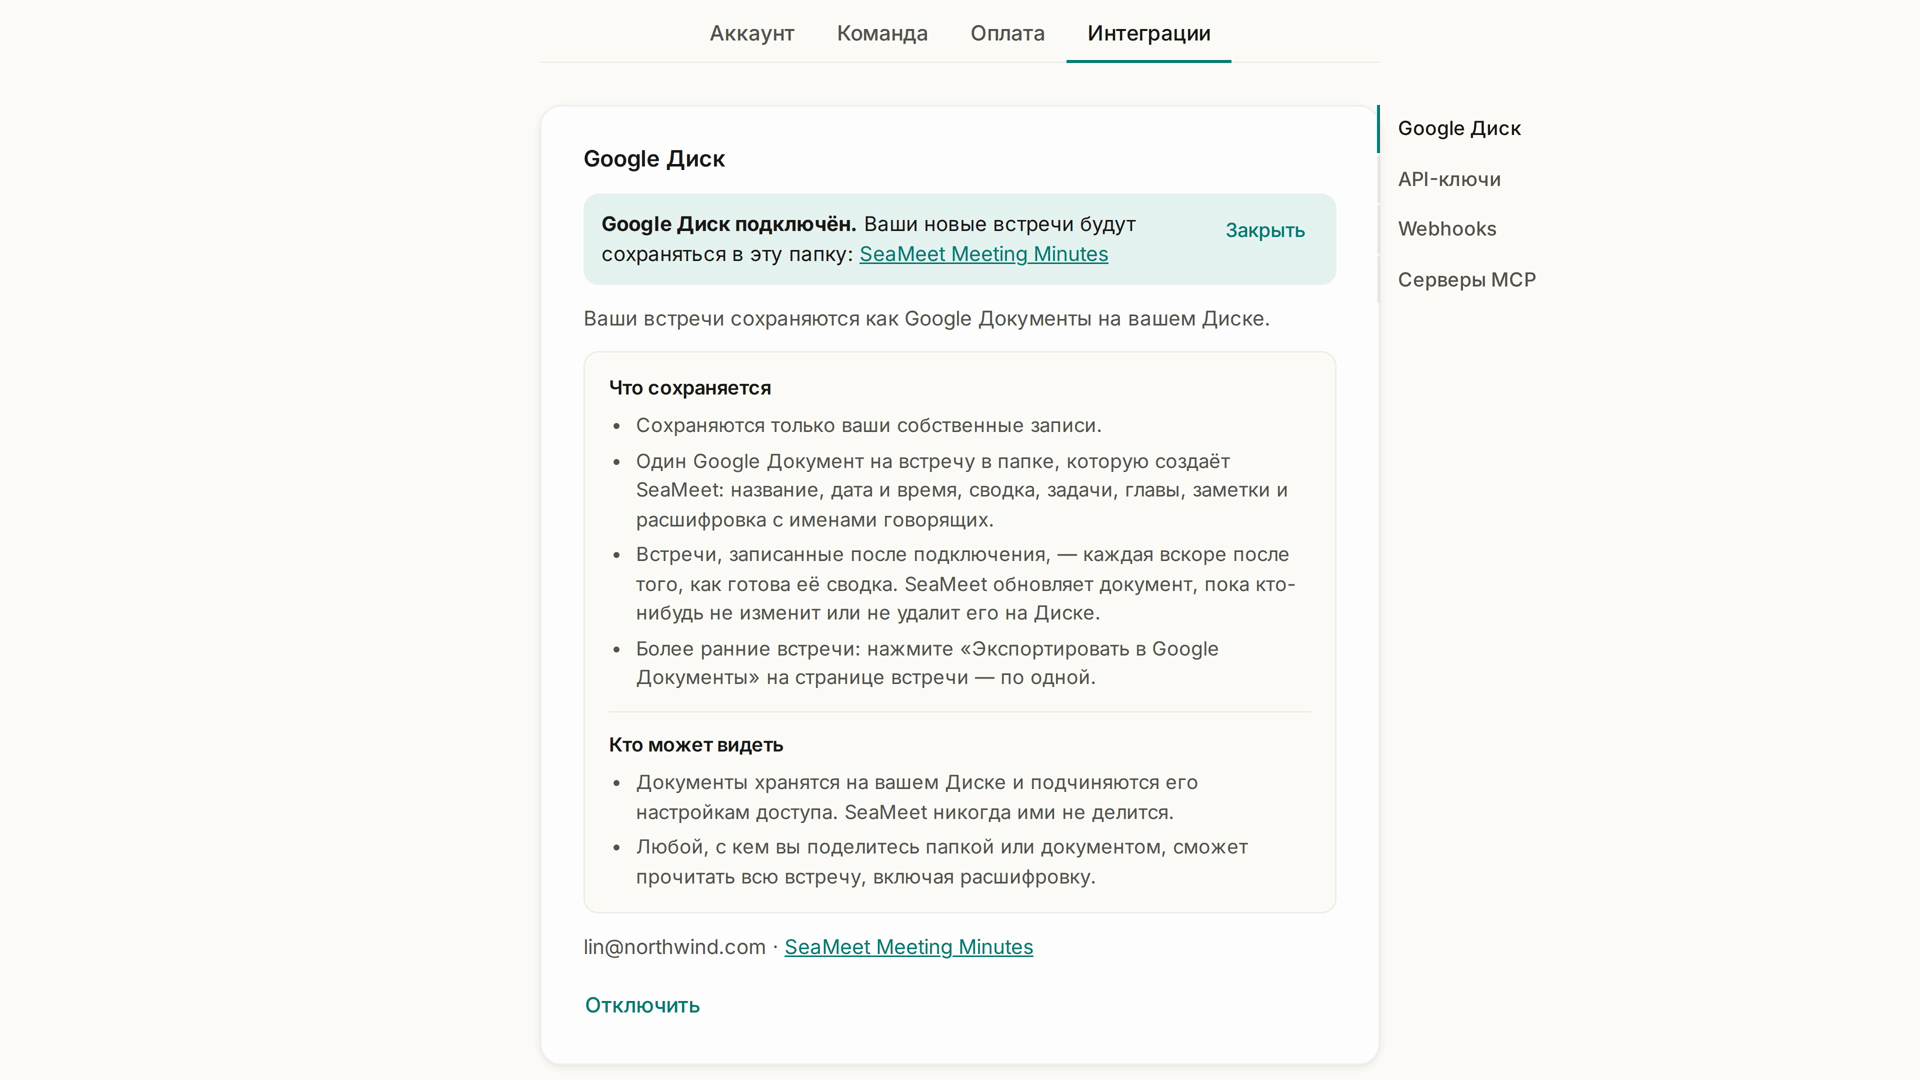 Аккаунт
Команда
Оплата
Интеграции
Google Диск
Google Диск подключён. Ваши новые встречи будут
сохраняться в эту папку: SeaMeet Meeting Minutes
Закрыть
Ваши встречи сохраняются как Google Документы на вашем Диске.
Что сохраняется
• Сохраняются только ваши собственные записи.
• Один Google Документ на встречу в папке, которую создаёт
SeaMeet: название, дата и время, сводка, задачи, главы, заметки и
расшифровка с именами говорящих.
• Встречи, записанные после подключения, — каждая вскоре после
того, как готова её сводка. SeaMeet обновляет документ, пока кто-
нибудь не изменит или не удалит его на Диске.
• Более ранние встречи: нажмите «Экспортировать в Google
Документы» на странице встречи — по одной.
Кто может видеть
• Документы хранятся на вашем Диске и подчиняются его
настройкам доступа. SeaMeet никогда ими не делится.
• Любой, с кем вы поделитесь папкой или документом, сможет
прочитать всю встречу, включая расшифровку.
lin@northwind.com · SeaMeet Meeting Minutes
Отключить
Google Диск
API-ключи
Webhooks
Серверы MCP